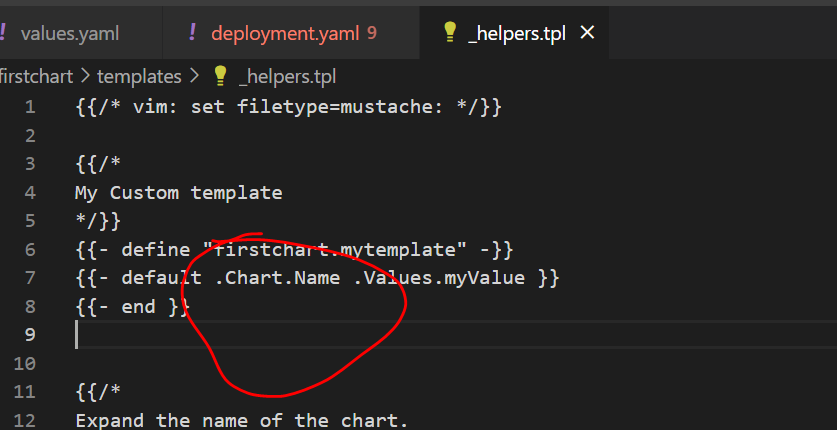 ! values.yaml ! deployment.yaml 9 _helpers.tpl ×
firstchart > templates > _helpers.tpl
1 {{/* vim: set filetype=mustache: */}}
2
3 {{/*
4 My Custom template
5 */}}
6 {{- define "firstchart.mytemplate" -}}
7 {{- default .Chart.Name .Values.myValue }}
8 {{- end }}
9
10
11 {{/*
12 Expand the name of the chart.